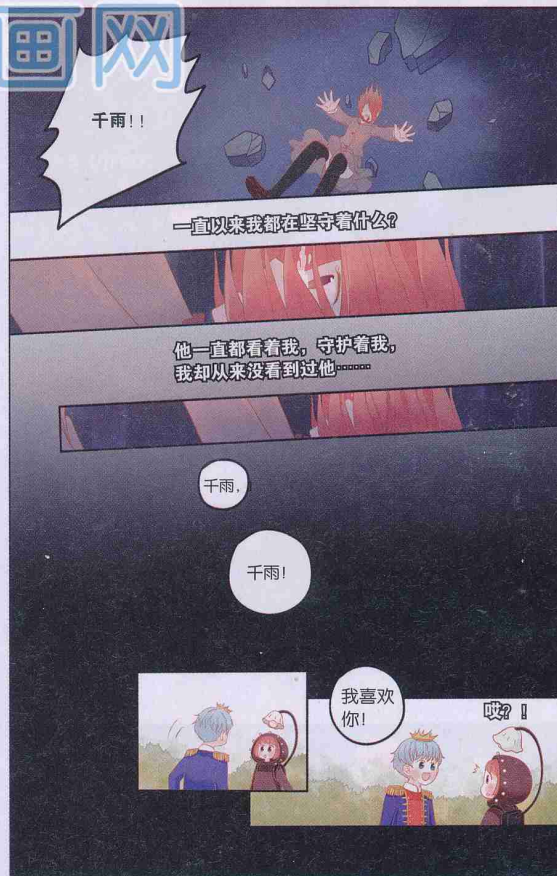 画网
千雨！！
一直以来我都在坚守着什么？
他一直都看着我，守护着我，
我却从来没看到过他……
千雨，
千雨！
我喜欢
你！
哎？！